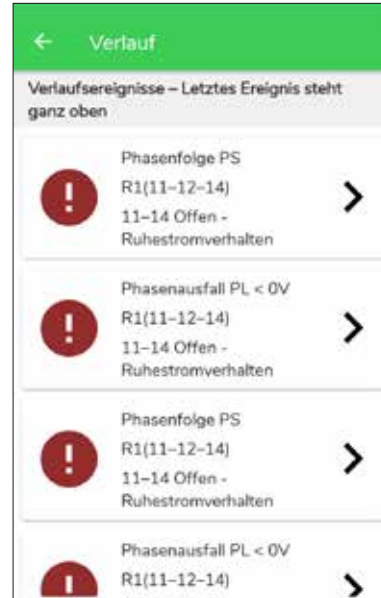 Verlauf
Verlaufsereignisse – Letztes Ereignis steht
ganz oben
Phasenfolge PS
R1(11–12–14)
11–14 Offen -
Ruhestromverhalten
Phasenausfall PL < 0V
R1(11–12–14)
11–14 Offen -
Ruhestromverhalten
Phasenfolge PS
R1(11–12–14)
11–14 Offen -
Ruhestromverhalten
Phasenausfall PL < 0V
R1(11–12–14)